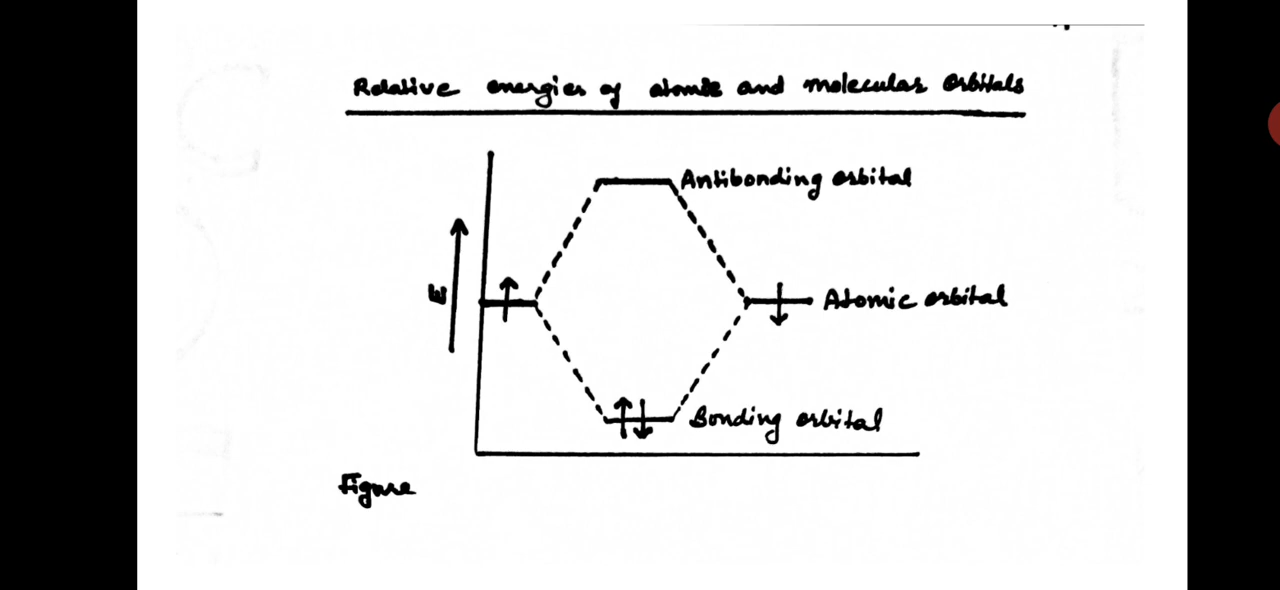 Relative energies of atomic and molecular orbitals
Antibonding orbital
E
Atomic orbital
Bonding orbital
Figure